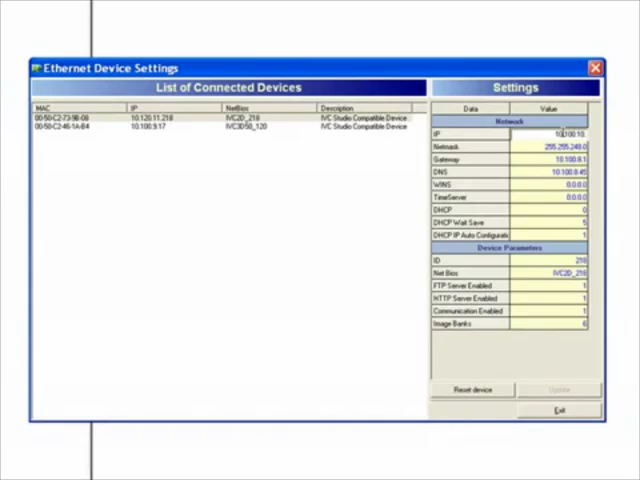 Ethernet Device Settings
List of Connected Devices
Settings
MAC IP NetBios Description
00-50-C2-73-9B-08 10.120.11.218 IVC2D_218 IVC Studio Compatible Device
00-50-C2-46-1A-B4 10.100.9.17 IVC3D50_120 IVC Studio Compatible Device
Data Value
Network
IP 10.100.10.
Netmask 255.255.248.0
Gateway 10.100.8.1
DNS 10.100.8.45
WINS 0.0.0.0
TimeServer 0.0.0.0
DHCP 0
DHCP Wait Save 5
DHCP IP Auto Configuratio 1
Device Parameters
ID 218
Net Bios IVC2D_218
FTP Server Enabled 1
HTTP Server Enabled 1
Communication Enabled 1
Image Banks 6
Reset device
Update
Exit